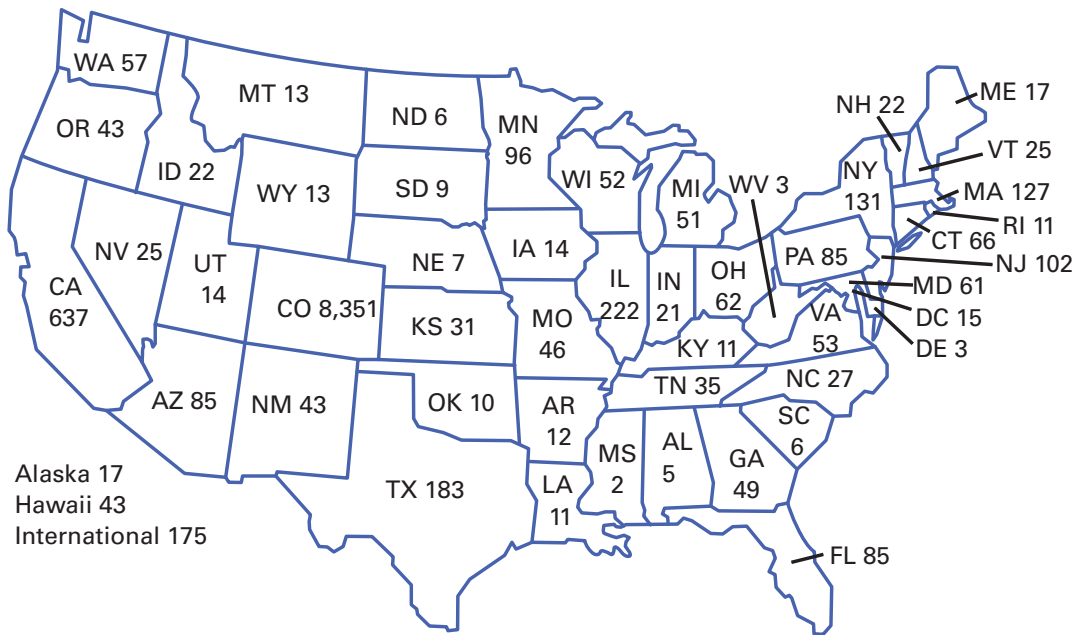 WA 57
MT 13
ND 6
OR 43
MN
96
ID 22
WY 13
SD 9
WI 52
MI
51
WV 3
NH 22
ME 17
VT 25
NY
131
MA 127
RI 11
CT 66
NJ 102
PA 85
MD 61
DC 15
DE 3
CA
637
NV 25
UT
14
CO 8,351
NE 7
IA 14
KS 31
MO
46
IL
222
IN
21
OH
62
KY 11
VA
53
AZ 85
NM 43
OK 10
AR
12
TN 35
NC 27
SC
6
TX 183
LA
11
MS
2
AL
5
GA
49
FL 85
Alaska 17
Hawaii 43
International 175